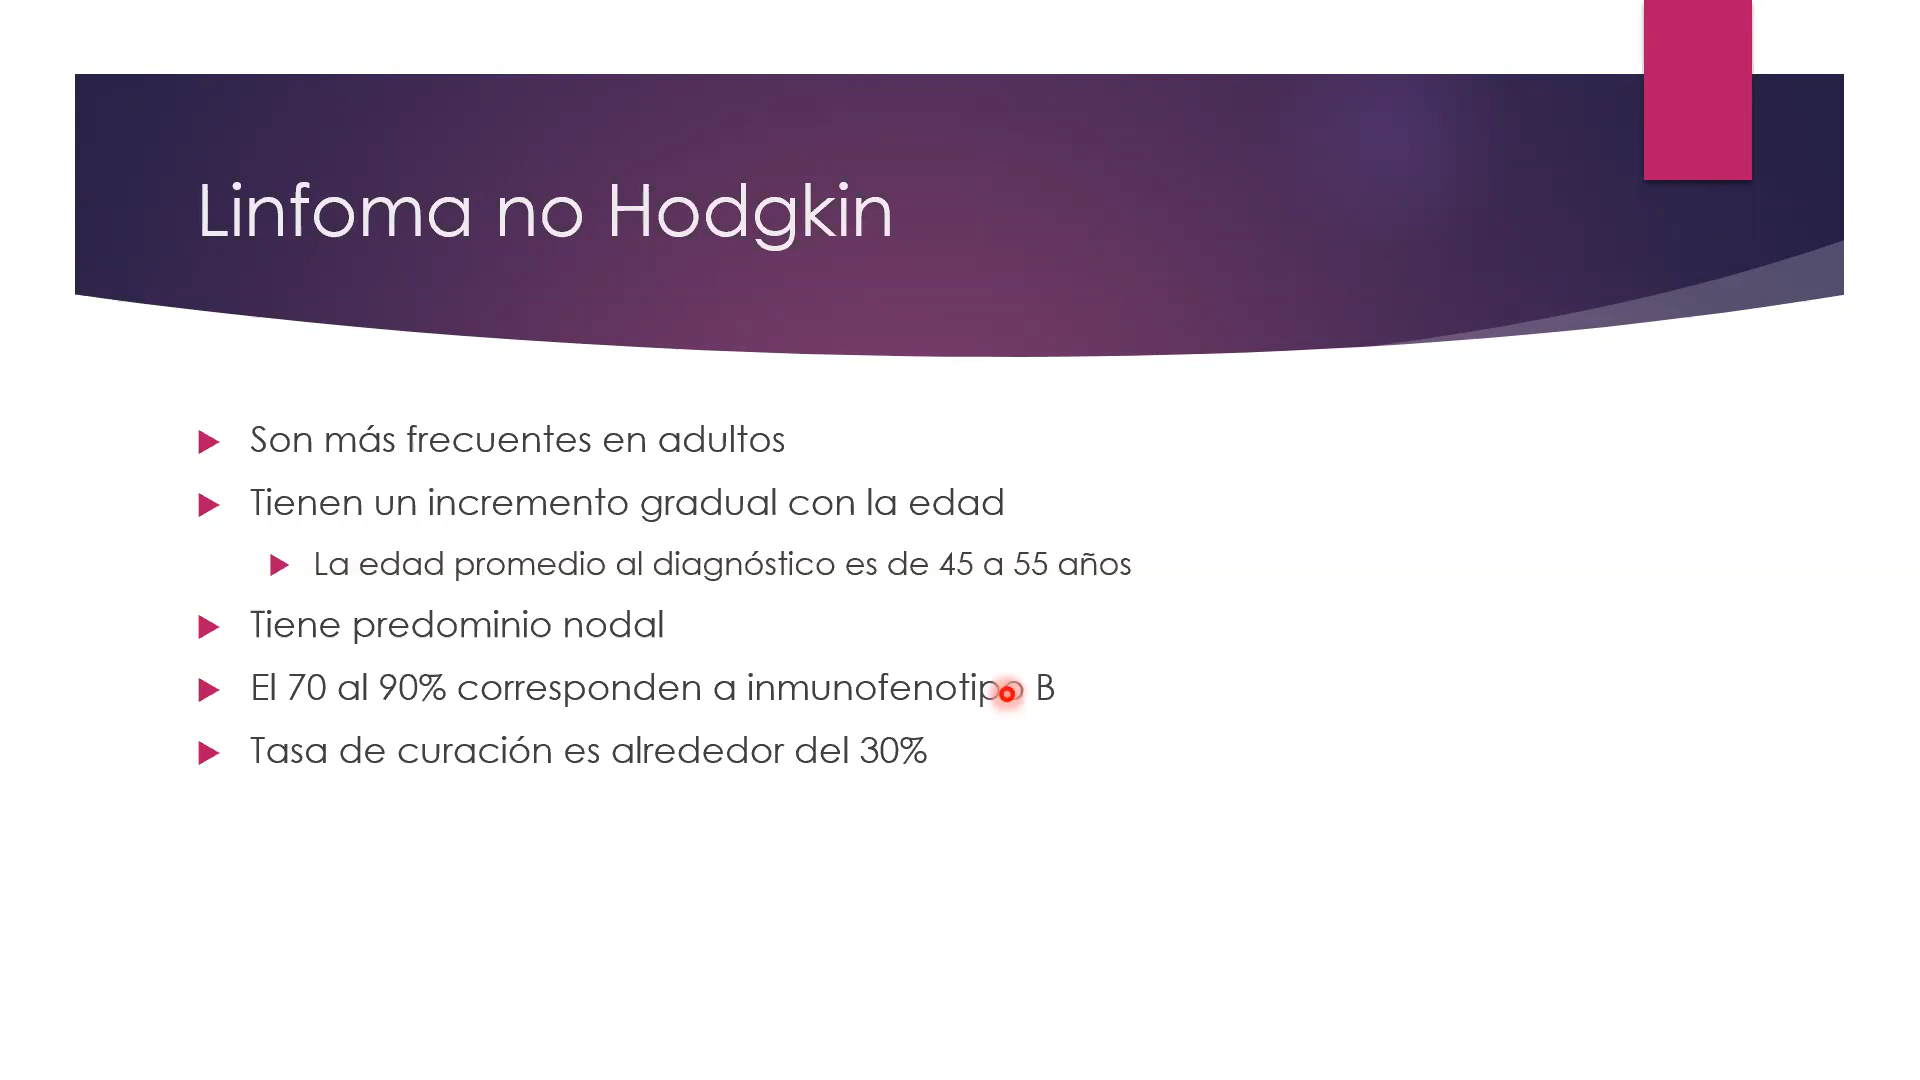 Linfoma no Hodgkin
Son más frecuentes en adultos
Tienen un incremento gradual con la edad
La edad promedio al diagnóstico es de 45 a 55 años
Tiene predominio nodal
El 70 al 90% corresponden a inmunofenotipo B
Tasa de curación es alrededor del 30%